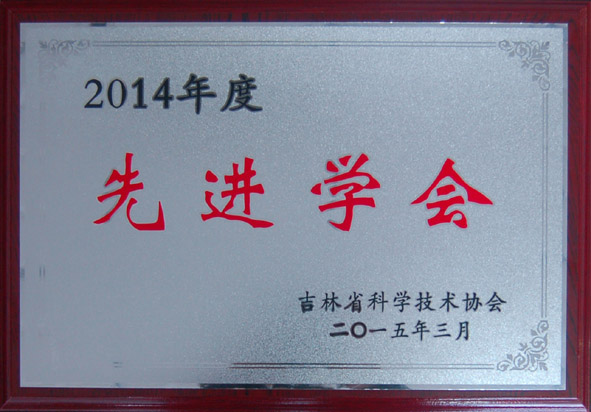 2014年度
先进学会
吉林省科学技术协会
二〇一五年三月